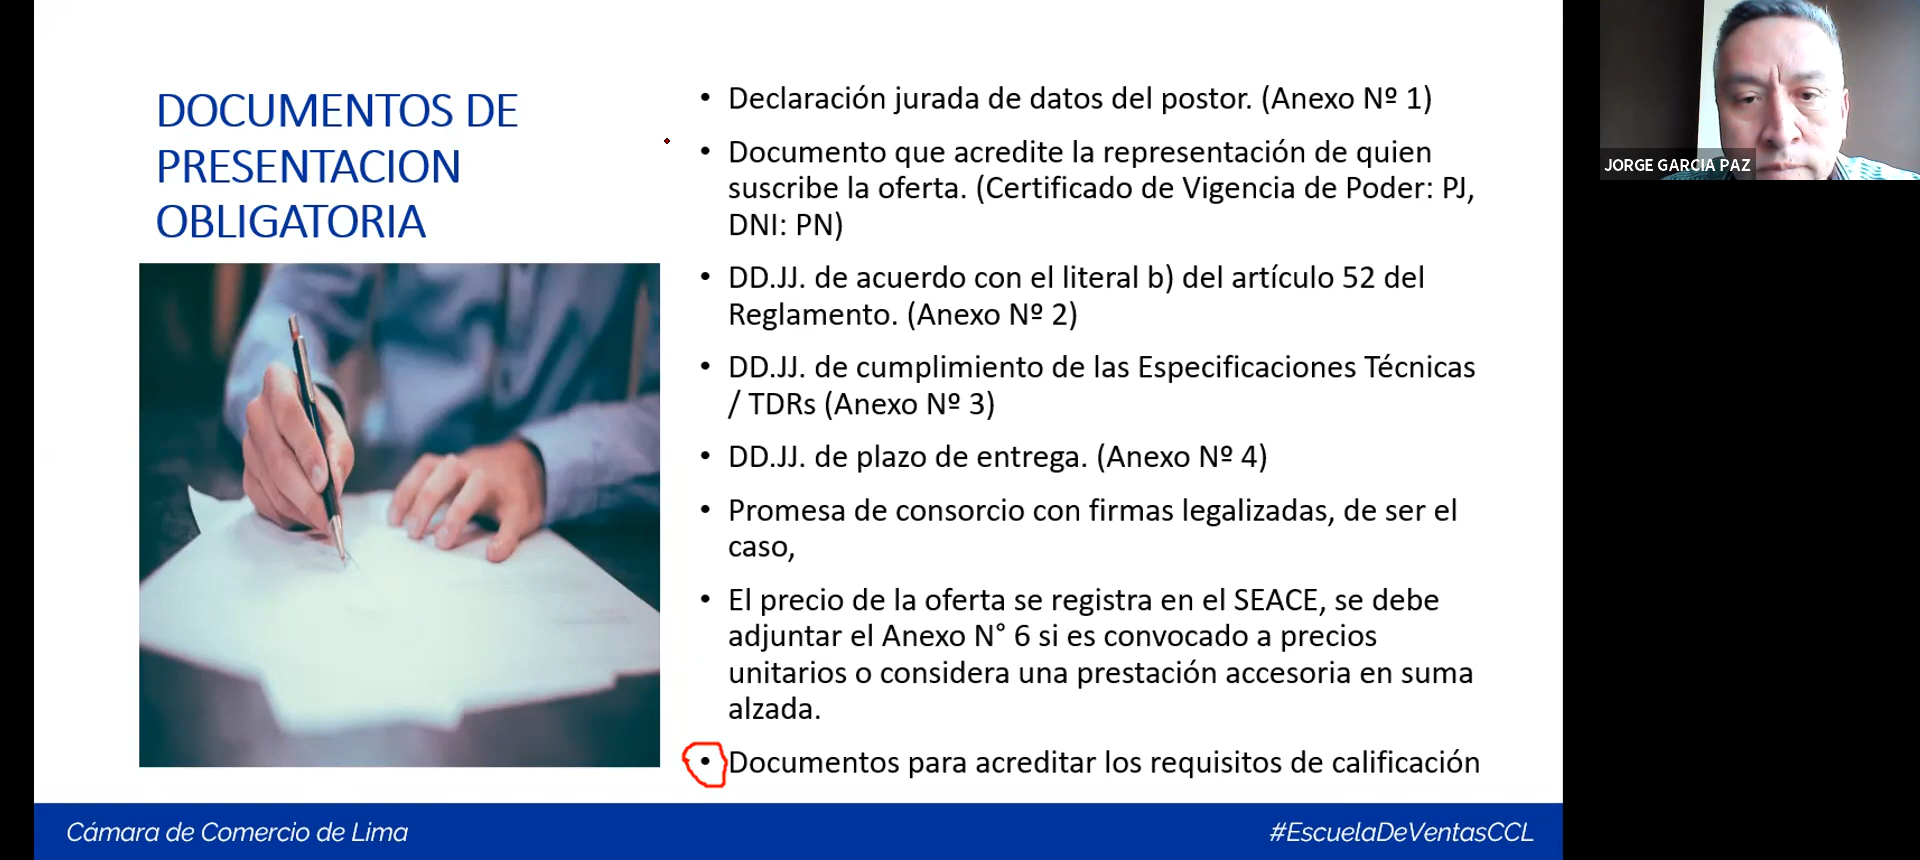 DOCUMENTOS DE
PRESENTACION
OBLIGATORIA
• Declaración jurada de datos del postor. (Anexo Nº 1)
• Documento que acredite la representación de quien
suscribe la oferta. (Certificado de Vigencia de Poder: PJ,
DNI: PN)
• DD.JJ. de acuerdo con el literal b) del artículo 52 del
Reglamento. (Anexo Nº 2)
• DD.JJ. de cumplimiento de las Especificaciones Técnicas
/ TDRs (Anexo Nº 3)
• DD.JJ. de plazo de entrega. (Anexo Nº 4)
• Promesa de consorcio con firmas legalizadas, de ser el
caso,
• El precio de la oferta se registra en el SEACE, se debe
adjuntar el Anexo N° 6 si es convocado a precios
unitarios o considera una prestación accesoria en suma
alzada.
• Documentos para acreditar los requisitos de calificación
Cámara de Comercio de Lima
#EscuelaDeVentasCCL
JORGE GARCIA PAZ